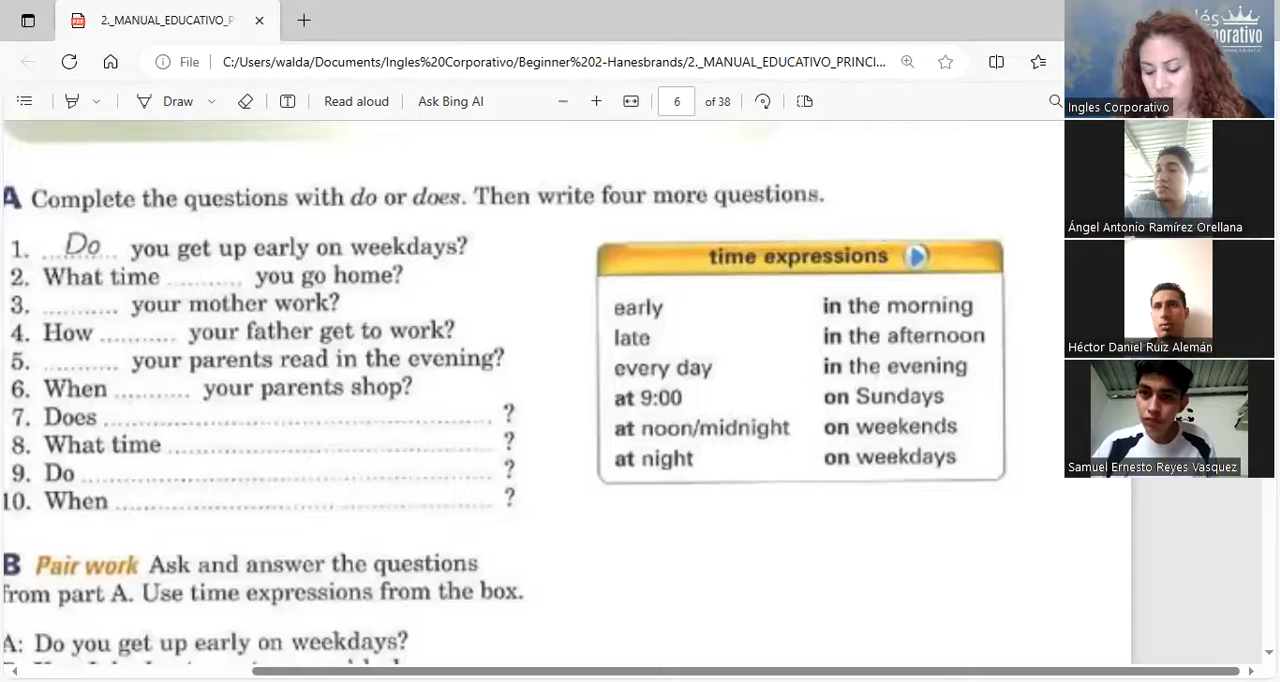 2._MANUAL_EDUCATIVO_P
File
C:/Users/walda/Documents/Ingles%20Corporativo/Beginner%202-Hanesbrands/2._MANUAL_EDUCATIVO_PRINCI...
Draw
Read aloud
Ask Bing AI
6
of 38
A Complete the questions with do or does. Then write four more questions.
1. Do you get up early on weekdays?
2. What time .......... you go home?
3. .......... your mother work?
4. How .......... your father get to work?
5. .......... your parents read in the evening?
6. When .......... your parents shop?
7. Does ..........?
8. What time ..........?
9. Do ..........?
10. When ..........?
time expressions
early in the morning
late in the afternoon
every day in the evening
at 9:00 on Sundays
at noon/midnight on weekends
at night on weekdays
B Pair work Ask and answer the questions
from part A. Use time expressions from the box.
A: Do you get up early on weekdays?
Ingles Corporativo
Ángel Antonio Ramírez Orellana
Héctor Daniel Ruiz Alemán
Samuel Ernesto Reyes Vasquez